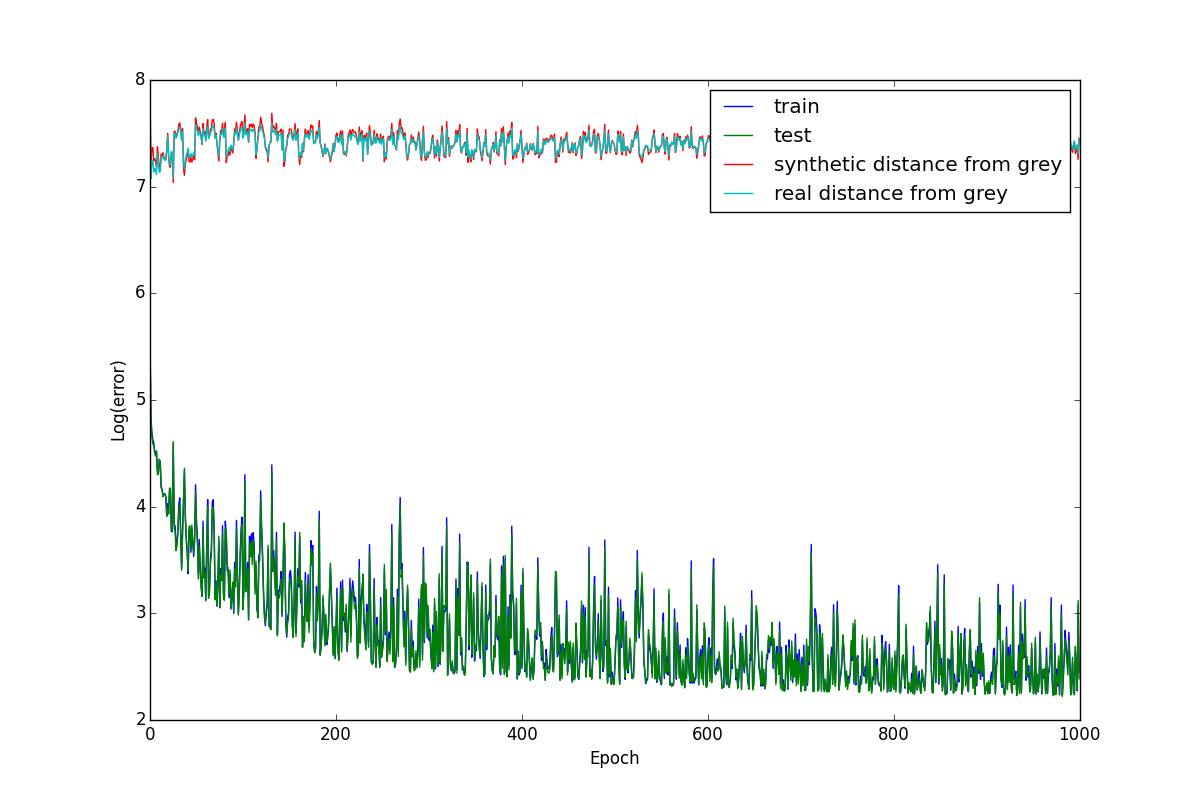 8
7
6
5
4
3
2
Log(error)
train
test
synthetic distance from grey
real distance from grey
0 200 400 600 800 1000
Epoch